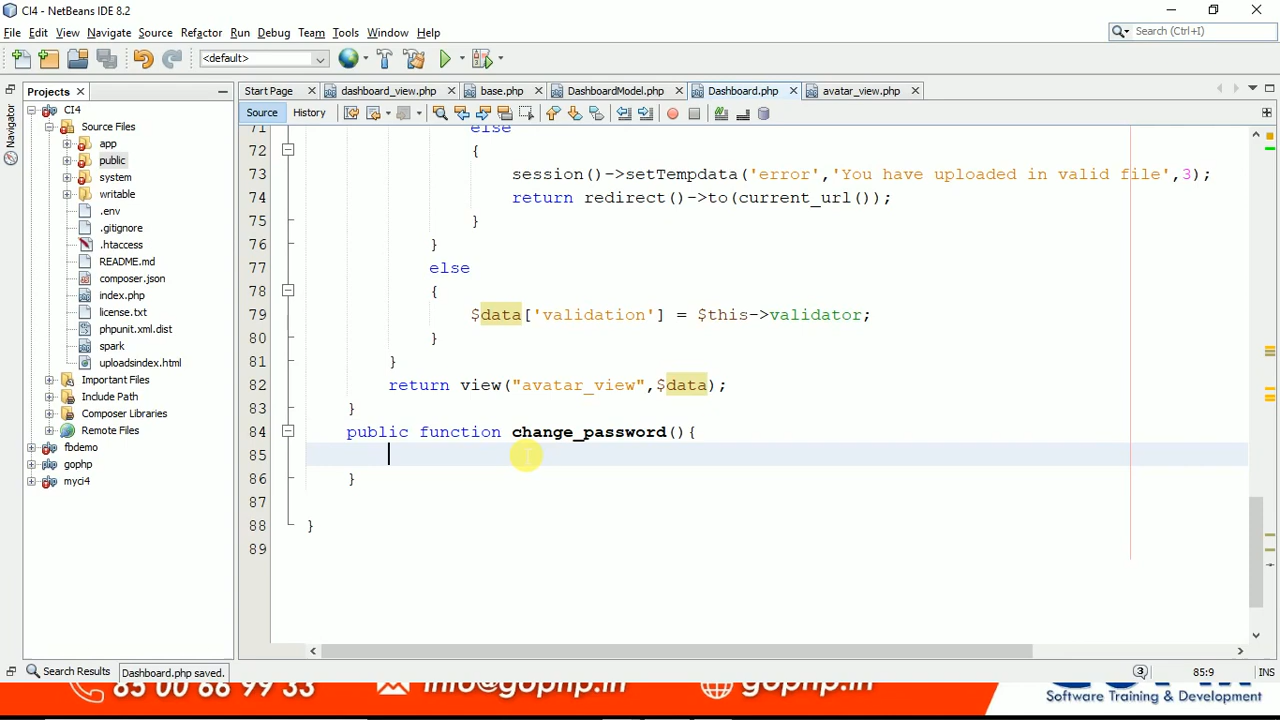 CI4 - NetBeans IDE 8.2
File Edit View Navigate Source Refactor Run Debug Team Tools Window Help
Search (Ctrl+I)
<default>
Projects
Start Page dashboard_view.php base.php DashboardModel.php Dashboard.php avatar_view.php
Navigator
Source History
CI4
Source Files
app
public
system
writable
.env
.gitignore
.htaccess
README.md
composer.json
index.php
license.txt
phpunit.xml.dist
spark
uploadsindex.html
Important Files
Include Path
Composer Libraries
Remote Files
fbdemo
gophp
myci4
71 else
72 {
73 session()->setTempdata('error','You have uploaded in valid file',3);
74 return redirect()->to(current_url());
75 }
76 }
77 else
78 {
79 $data['validation'] = $this->validator;
80 }
81 }
82 return view("avatar_view",$data);
83 }
84 public function change_password(){
85
86 }
87
88 }
89
Search Results Dashboard.php saved. 3 85:9 INS
85 00 66 99 33 info@gophp.in gophp.in
Software Training & Development